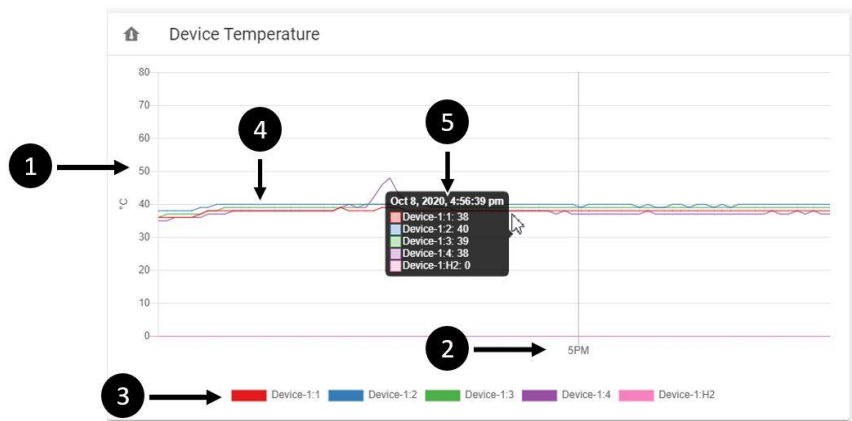 Device Temperature
80
70
60
50
40
30
20
10
0
°C
1
4
5
Oct 8, 2020, 4:56:39 pm
Device-1:1: 38
Device-1:2: 40
Device-1:3: 39
Device-1:4: 38
Device-1:H2: 0
2
5PM
3
Device-1:1 Device-1:2 Device-1:3 Device-1:4 Device-1:H2